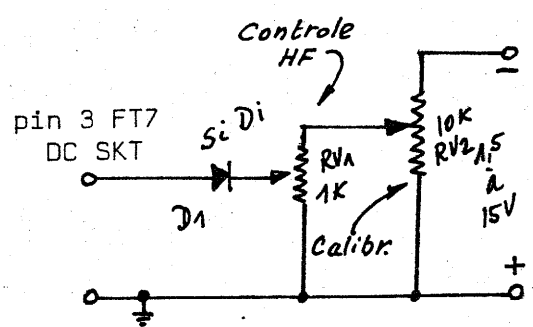 Controle
HF
pin 3 FT7
DC SKT
Si Di
D1
RV1
1K
10K
RV2
1,5
à
15V
Calibr.
−
+